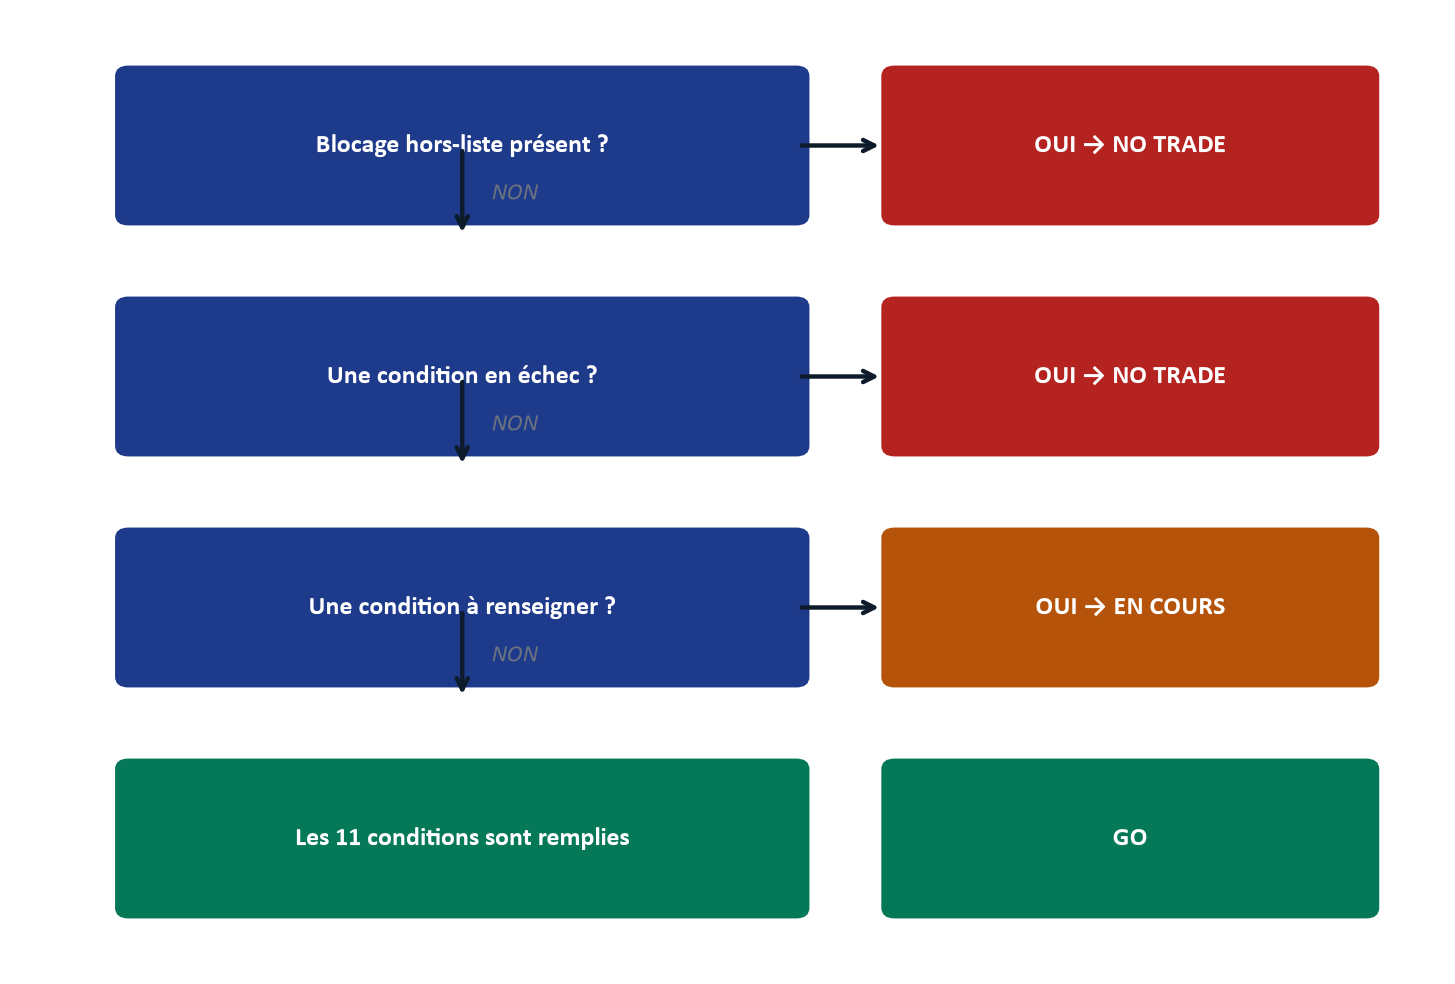 Blocage hors-liste présent ?
OUI → NO TRADE
NON
Une condition en échec ?
OUI → NO TRADE
NON
Une condition à renseigner ?
OUI → EN COURS
NON
Les 11 conditions sont remplies
GO